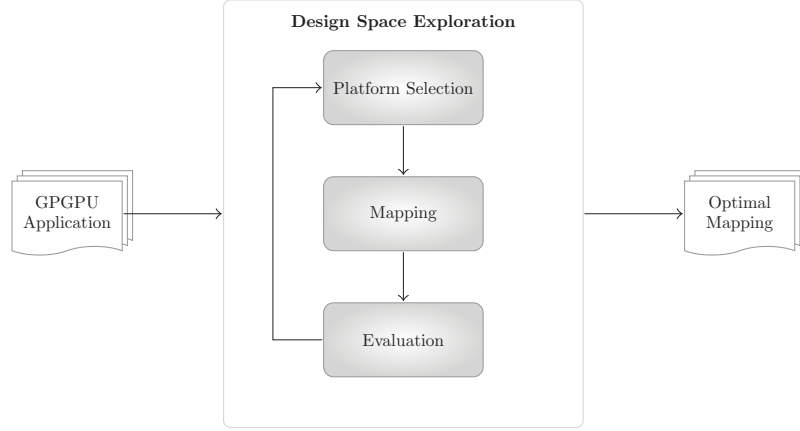 Design Space Exploration
Platform Selection
GPGPU
Application
Mapping
Optimal
Mapping
Evaluation